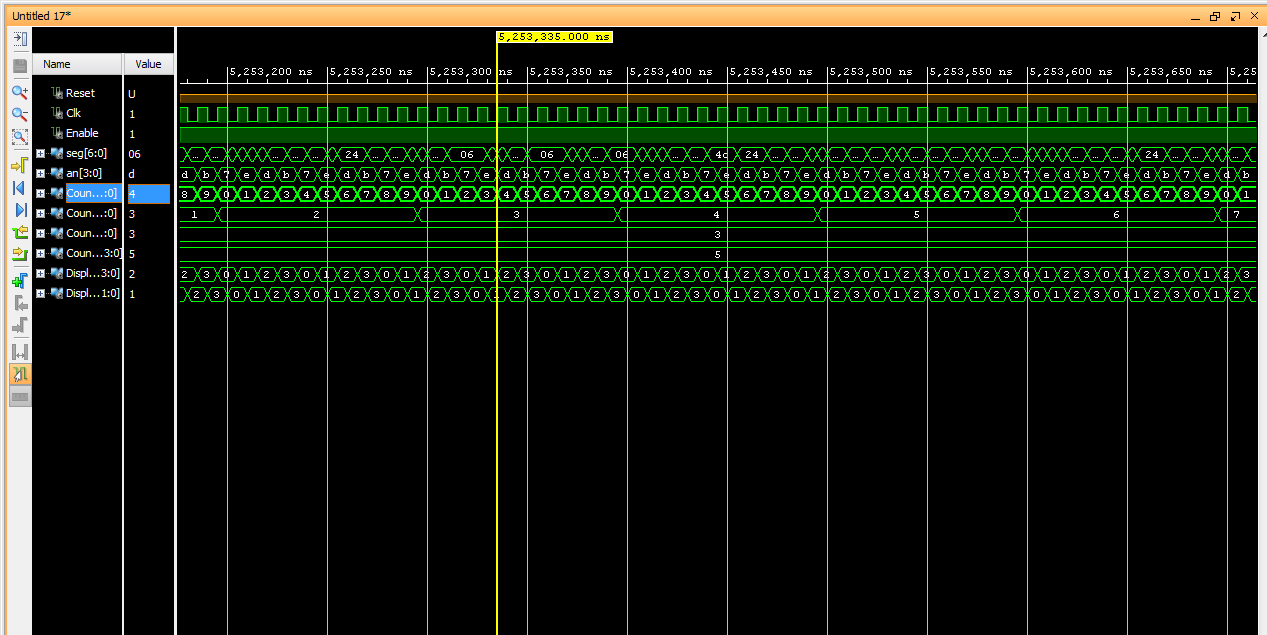 Untitled 17*
5,253,335.000 ns
Name Value
5,253,200 ns 5,253,250 ns 5,253,300 ns 5,253,350 ns 5,253,400 ns 5,253,450 ns 5,253,500 ns 5,253,550 ns 5,253,600 ns 5,253,650 ns 5,25
Reset U
Clk 1
Enable 1
seg[6:0] 06 ... ... ... ... 24 ... ... ... 06 ... 06 ... 06 ... 4c 24 ... ... ... ... ... ... 24 ...
an[3:0] d d b 7 e d b 7 e d b 7 e d b 7 e d b 7 e d b 7 e d b 7 e d b 7 e d b 7 e d b 7 e d b 7 e d b 7 e d b 7 e d b
Coun...:0] 4 8 9 0 1 2 3 4 5 6 7 8 9 0 1 2 3 4 5 6 7 8 9 0 1 2 3 4 5 6 7 8 9 0 1 2 3 4 5 6 7 8 9 0 1 2 3 4 5 6 7 8 9 0 1
Coun...:0] 3 1 2 3 4 5 6 7
Coun...:0] 3 3
Coun...3:0] 5 5
Displ...3:0] 2 2 3 0 1 2 3 0 1 2 3 0 1 2 3 0 1 2 3 0 1 2 3 0 1 2 3 0 1 2 3 0 1 2 3 0 1 2 3 0 1 2 3 0 1 2 3 0 1 2 3 0 1 2 3
Displ...1:0] 1 2 3 0 1 2 3 0 1 2 3 0 1 2 3 0 1 2 3 0 1 2 3 0 1 2 3 0 1 2 3 0 1 2 3 0 1 2 3 0 1 2 3 0 1 2 3 0 1 2 3 0 1 2